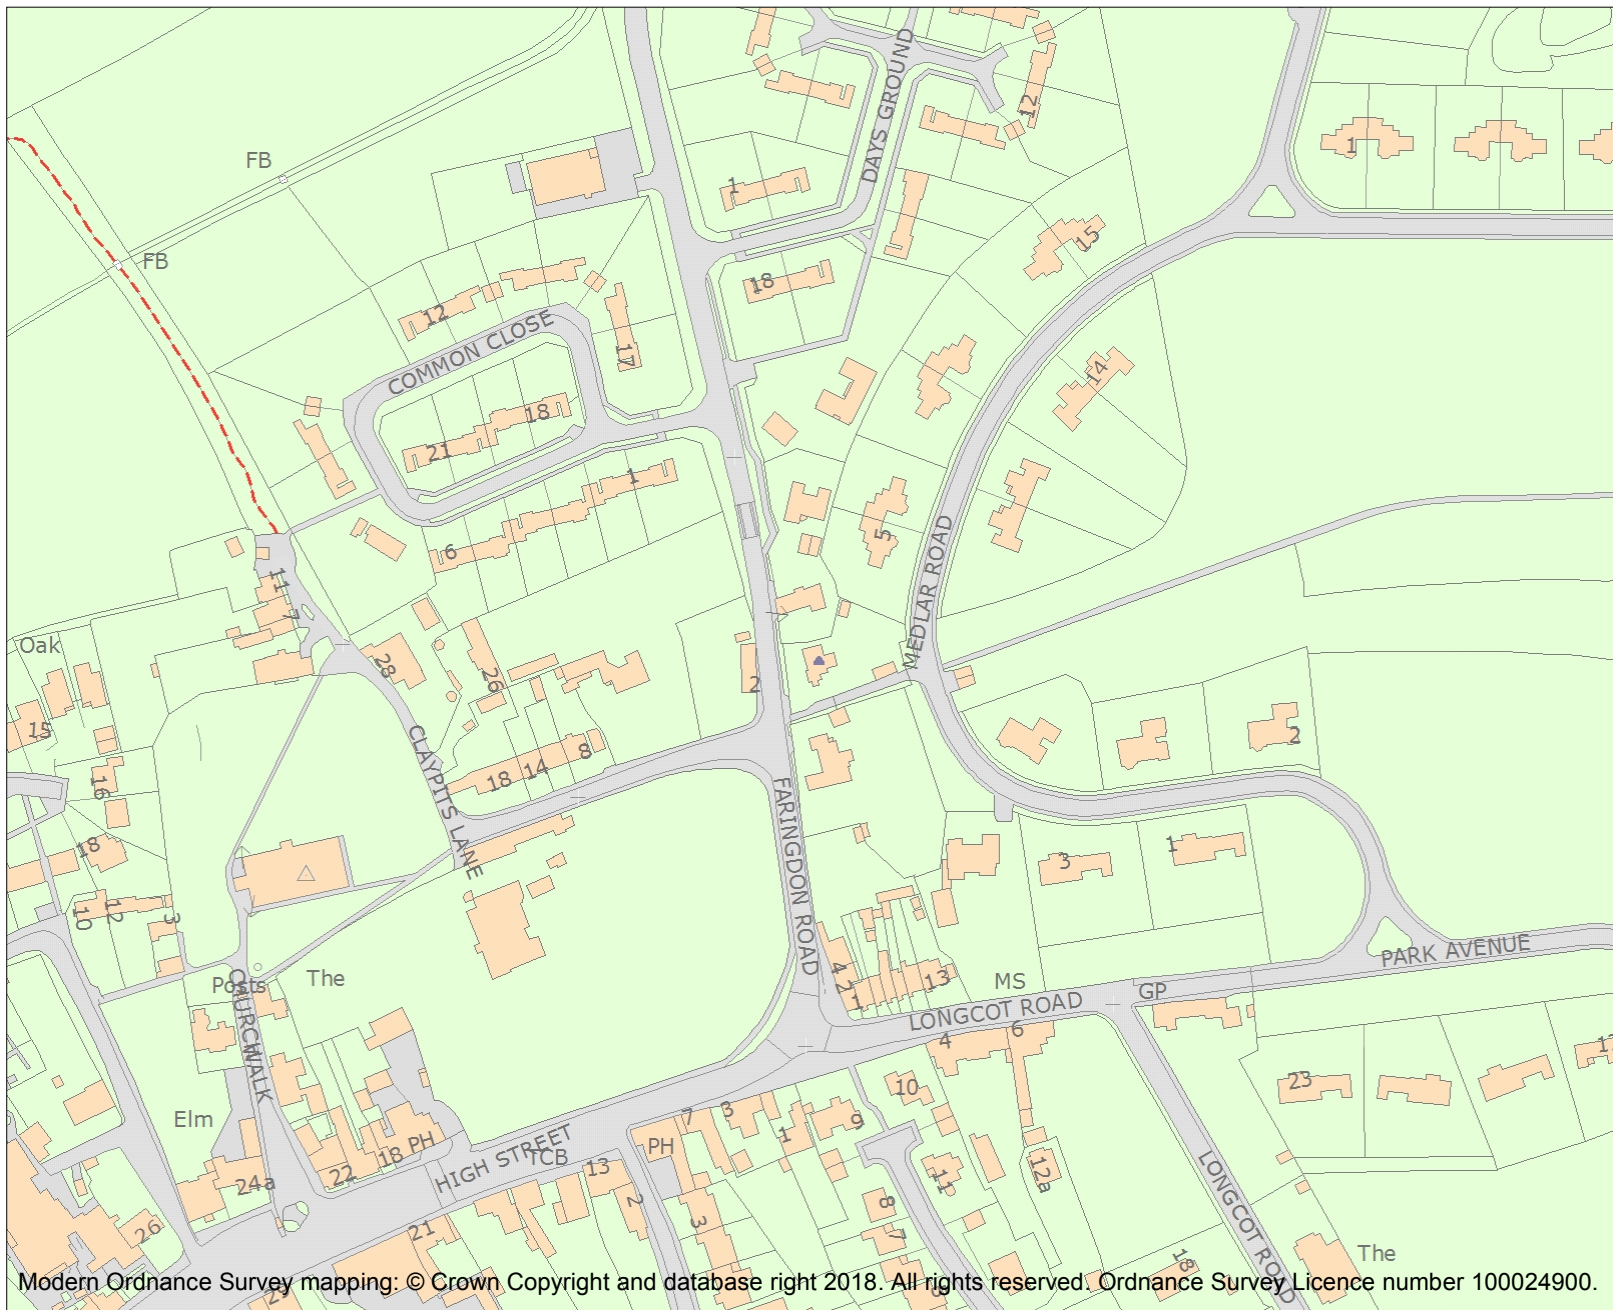 DAYS GROUND
12
1
FB
1
15
FB
18
12
COMMON CLOSE
17
14
18
21
1
5
6
MEDLAR ROAD
11
7
Oak
28
26
2
15
2
CLAYPITS LANE
8
14
18
16
FARINGDON ROAD
18
3
1
10
12
3
PARK AVENUE
4
2
1
13
MS
Posts
The
GP
LONGCOT ROAD
CHURCH WALK
4
6
23
10
Elm
7
3
1
9
PH
18
22
PH
HIGH STREET
TCB
13
24a
11
12a
LONGCOT ROAD
2
3
8
7
26
21
18
The
Modern Ordnance Survey mapping: © Crown Copyright and database right 2018. All rights reserved. Ordnance Survey Licence number 100024900.